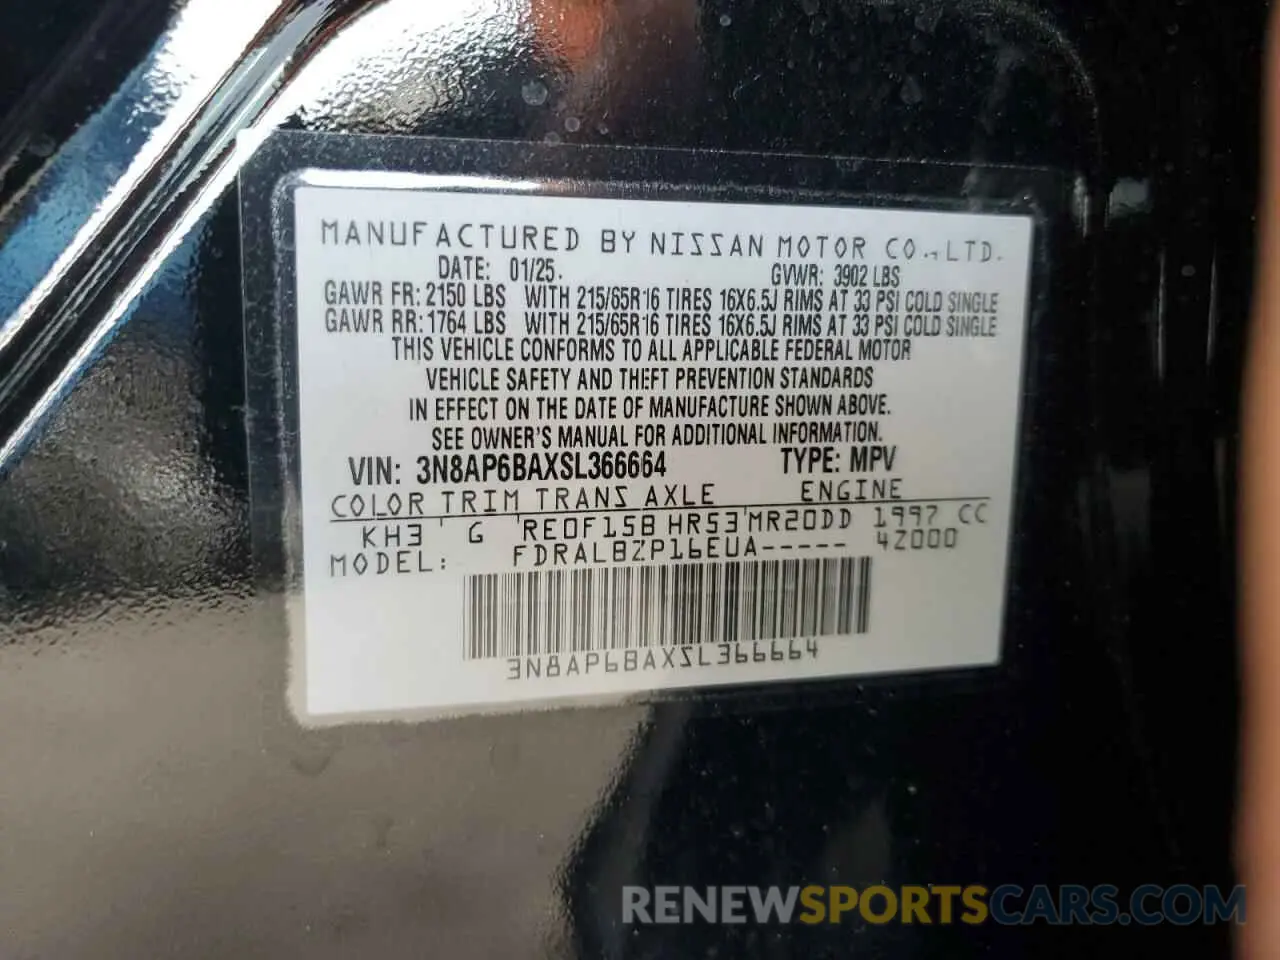 MANUFACTURED BY NISSAN MOTOR CO., LTD.
DATE: 01/25. GVWR: 3902 LBS
GAWR FR: 2150 LBS WITH 215/65R16 TIRES 16X6.5J RIMS AT 33 PSI COLD SINGLE
GAWR RR: 1764 LBS WITH 215/65R16 TIRES 16X6.5J RIMS AT 33 PSI COLD SINGLE
THIS VEHICLE CONFORMS TO ALL APPLICABLE FEDERAL MOTOR
VEHICLE SAFETY AND THEFT PREVENTION STANDARDS
IN EFFECT ON THE DATE OF MANUFACTURE SHOWN ABOVE.
SEE OWNER'S MANUAL FOR ADDITIONAL INFORMATION.
VIN: 3N8AP6BAXSL366664 TYPE: MPV
COLOR TRIM TRANS AXLE ENGINE
KH3 G RE0F15B HR53 MR20DD 1997 CC
MODEL: FDRALBZP16EUA----- 42000
3N8AP6BAXSL366664
RENEWSPORTSCARS.COM